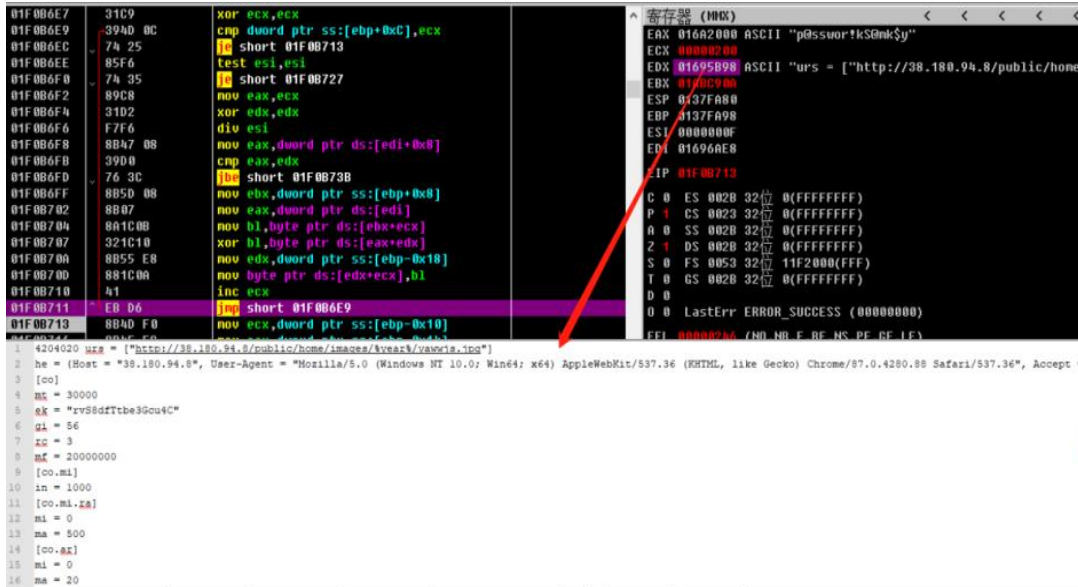 01F0B6E7 31C9 xor ecx,ecx
01F0B6E9 394D 0C cmp dword ptr ss:[ebp+0xC],ecx
01F0B6EC 74 25 je short 01F0B713
01F0B6EE 85F6 test esi,esi
01F0B6F0 74 35 je short 01F0B727
01F0B6F2 89C8 mov eax,ecx
01F0B6F4 31D2 xor edx,edx
01F0B6F6 F7F6 div esi
01F0B6F8 8B47 08 mov eax,dword ptr ds:[edi+0x8]
01F0B6FB 39D0 cmp eax,edx
01F0B6FD 76 3C jbe short 01F0B73B
01F0B6FF 8B5D 08 mov ebx,dword ptr ss:[ebp+0x8]
01F0B702 8B07 mov eax,dword ptr ds:[edi]
01F0B704 8A1C0B mov bl,byte ptr ds:[ebx+ecx]
01F0B707 321C10 xor bl,byte ptr ds:[eax+edx]
01F0B70A 8B55 E8 mov edx,dword ptr ss:[ebp-0x18]
01F0B70D 881C0A mov byte ptr ds:[edx+ecx],bl
01F0B710 41 inc ecx
01F0B711 EB D6 jmp short 01F0B6E9
01F0B713 8B4D F0 mov ecx,dword ptr ss:[ebp-0x10]
寄存器 (MMX) < < < <
EAX 016A2000 ASCII "p@sswor!kS@mk$y"
ECX 00000200
EDX 01695B98 ASCII "urs = ["http://38.180.94.8/public/home
EBX
ESP 0137FA80
EBP 0137FA98
ESI 0000000F
EDI 01696AE8
EIP 01F0B713
C 0 ES 002B 32位 0(FFFFFFFF)
P 1 CS 0023 32位 0(FFFFFFFF)
A 0 SS 002B 32位 0(FFFFFFFF)
Z 1 DS 002B 32位 0(FFFFFFFF)
S 0 FS 0053 32位 11F2000(FFF)
T 0 GS 002B 32位 0(FFFFFFFF)
D 0
O 0 LastErr ERROR_SUCCESS (00000000)
EFL 00000246 (NO,NB,E,BE,NS,PE,GE,LE)
1 4204020 urs = ["http://38.180.94.8/public/home/images/%year%/yawwjs.jpg"]
2 he = {Host = "38.180.94.8", User-Agent = "Mozilla/5.0 (Windows NT 10.0; Win64; x64) AppleWebKit/537.36 (KHTML, like Gecko) Chrome/87.0.4280.88 Safari/537.36", Accept
3 [co]
4 mt = 30000
5 ek = "rvS8dfTtbe3Gcu4C"
6 gi = 56
7 rc = 3
8 mf = 20000000
9 [co.mi]
10 in = 1000
11 [co.mi.ra]
12 mi = 0
13 ma = 500
14 [co.ar]
15 mi = 0
16 ma = 20